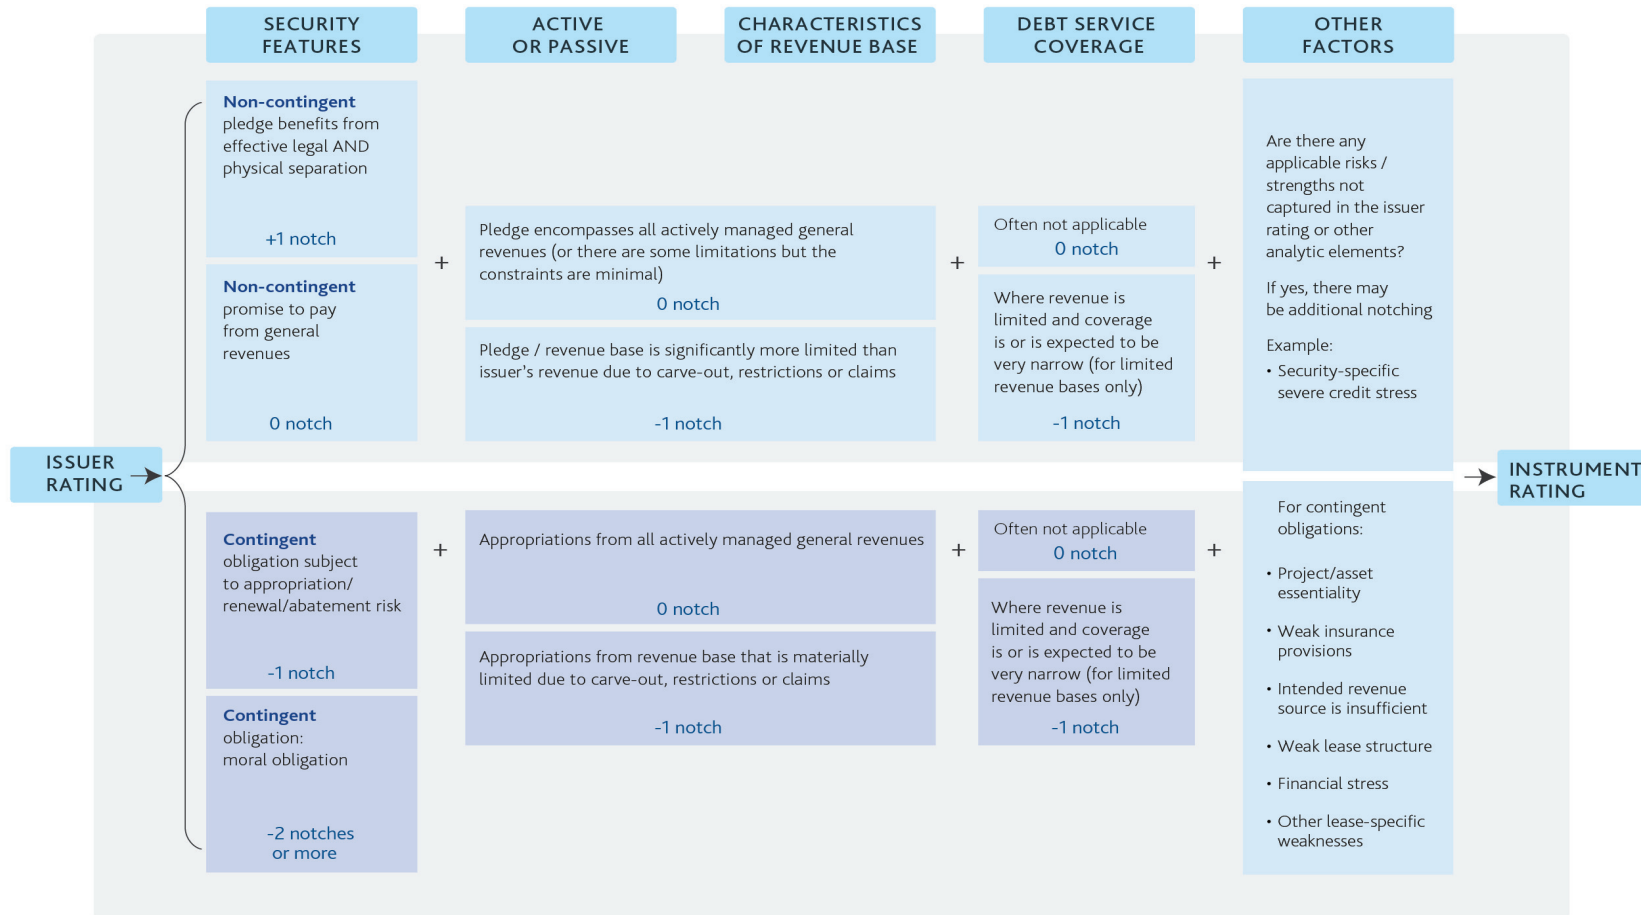 SECURITY
FEATURES
ACTIVE
OR PASSIVE
CHARACTERISTICS
OF REVENUE BASE
DEBT SERVICE
COVERAGE
OTHER
FACTORS
ISSUER
RATING
Non-contingent
pledge benefits from
effective legal AND
physical separation
+1 notch
Non-contingent
promise to pay
from general
revenues
0 notch
+
Pledge encompasses all actively managed general
revenues (or there are some limitations but the
constraints are minimal)
0 notch
Pledge / revenue base is significantly more limited than
issuer's revenue due to carve-out, restrictions or claims
-1 notch
+
Often not applicable
0 notch
Where revenue is
limited and coverage
is or is expected to be
very narrow (for limited
revenue bases only)
-1 notch
+
Are there any
applicable risks /
strengths not
captured in the issuer
rating or other
analytic elements?
If yes, there may
be additional notching
Example:
• Security-specific
severe credit stress
Contingent
obligation subject
to appropriation/
renewal/abatement risk
-1 notch
Contingent
obligation:
moral obligation
-2 notches
or more
+
Appropriations from all actively managed general revenues
0 notch
Appropriations from revenue base that is materially
limited due to carve-out, restrictions or claims
-1 notch
+
Often not applicable
0 notch
Where revenue is
limited and coverage
is or is expected to be
very narrow (for limited
revenue bases only)
-1 notch
+
For contingent
obligations:
• Project/asset
essentiality
• Weak insurance
provisions
• Intended revenue
source is insufficient
• Weak lease structure
• Financial stress
• Other lease-specific
weaknesses
INSTRUMENT
RATING